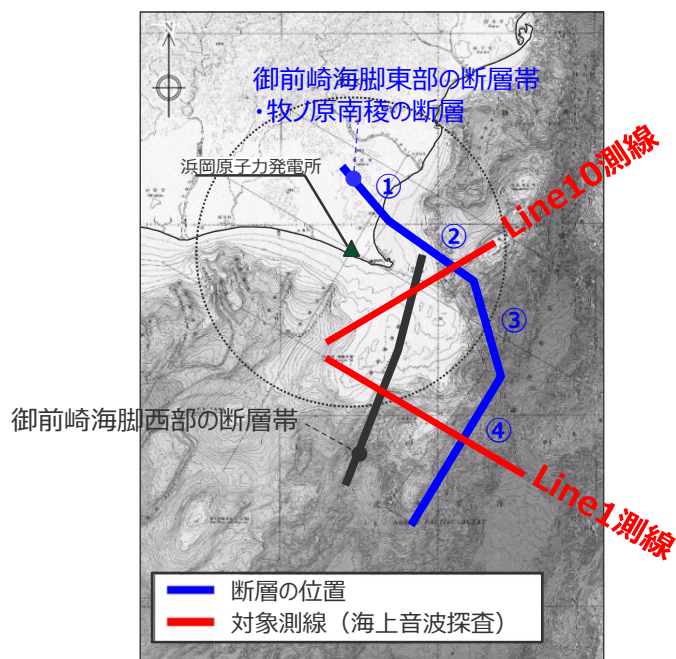 御前崎海脚東部の断層帯
・牧ノ原南稜の断層
浜岡原子力発電所
①
Line10測線
②
③
御前崎海脚西部の断層帯
④
Line1測線
断層の位置
対象測線（海上音波探査）